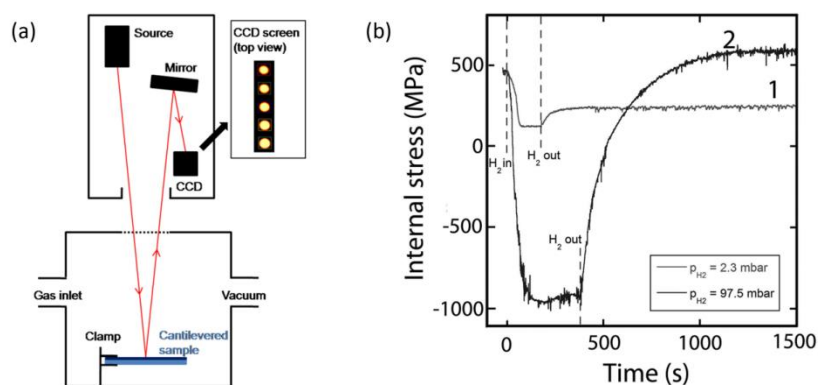 (a)
Source
Mirror
CCD
CCD screen
(top view)
Gas inlet
Vacuum
Clamp
Cantilevered
sample
(b)
Internal stress (MPa)
500
0
-500
-1000
H2 in
H2 out
H2 out
2
1
pH2 = 2.3 mbar
pH2 = 97.5 mbar
0
500
1000
1500
Time (s)